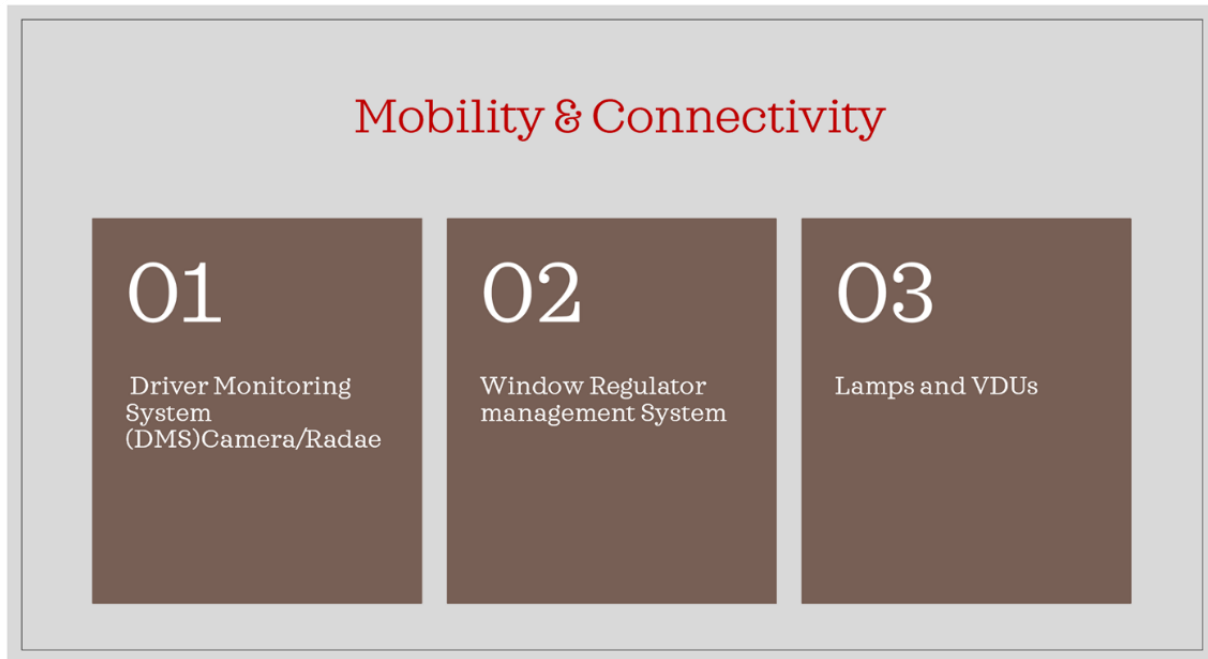 Mobility & Connectivity
01
Driver Monitoring
System
(DMS)Camera/Radae
02
Window Regulator
management System
03
Lamps and VDUs